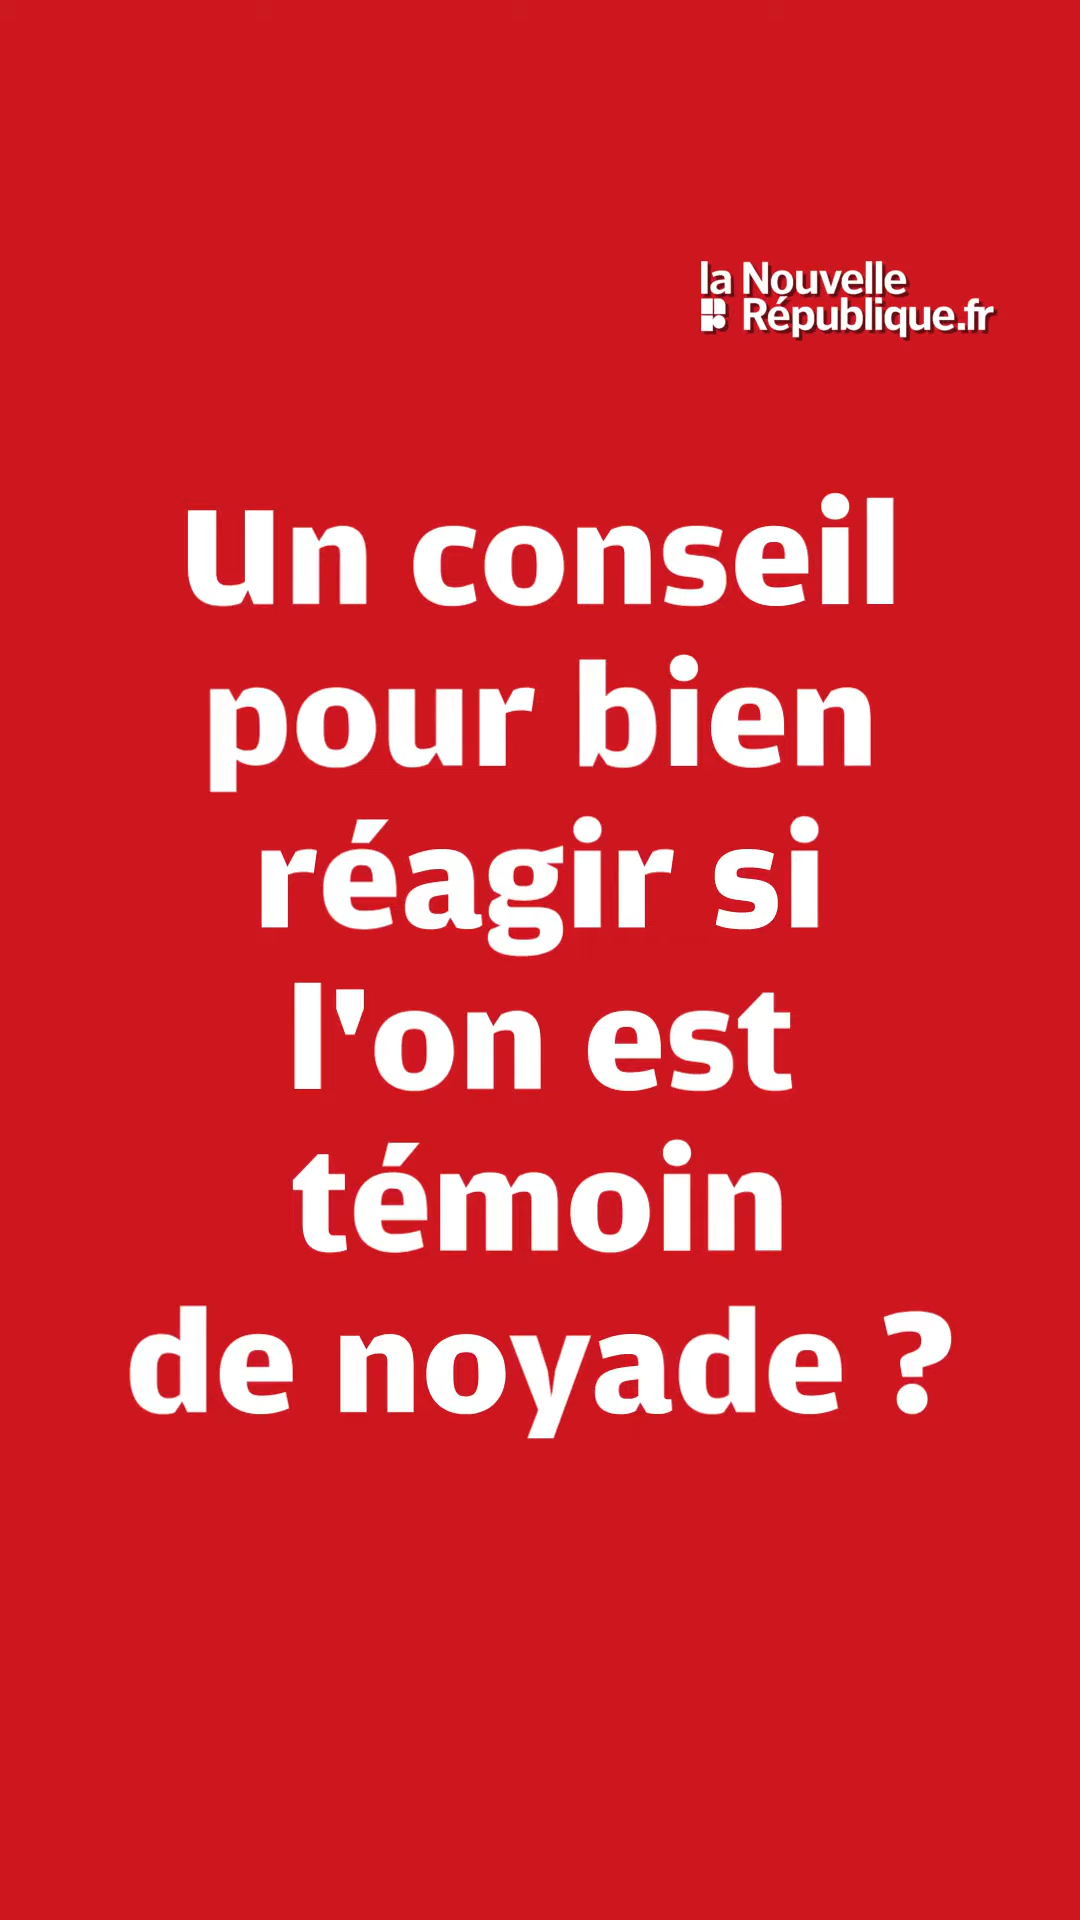 la Nouvelle
République.fr
Un conseil
pour bien
réagir si
l'on est
témoin
de noyade ?